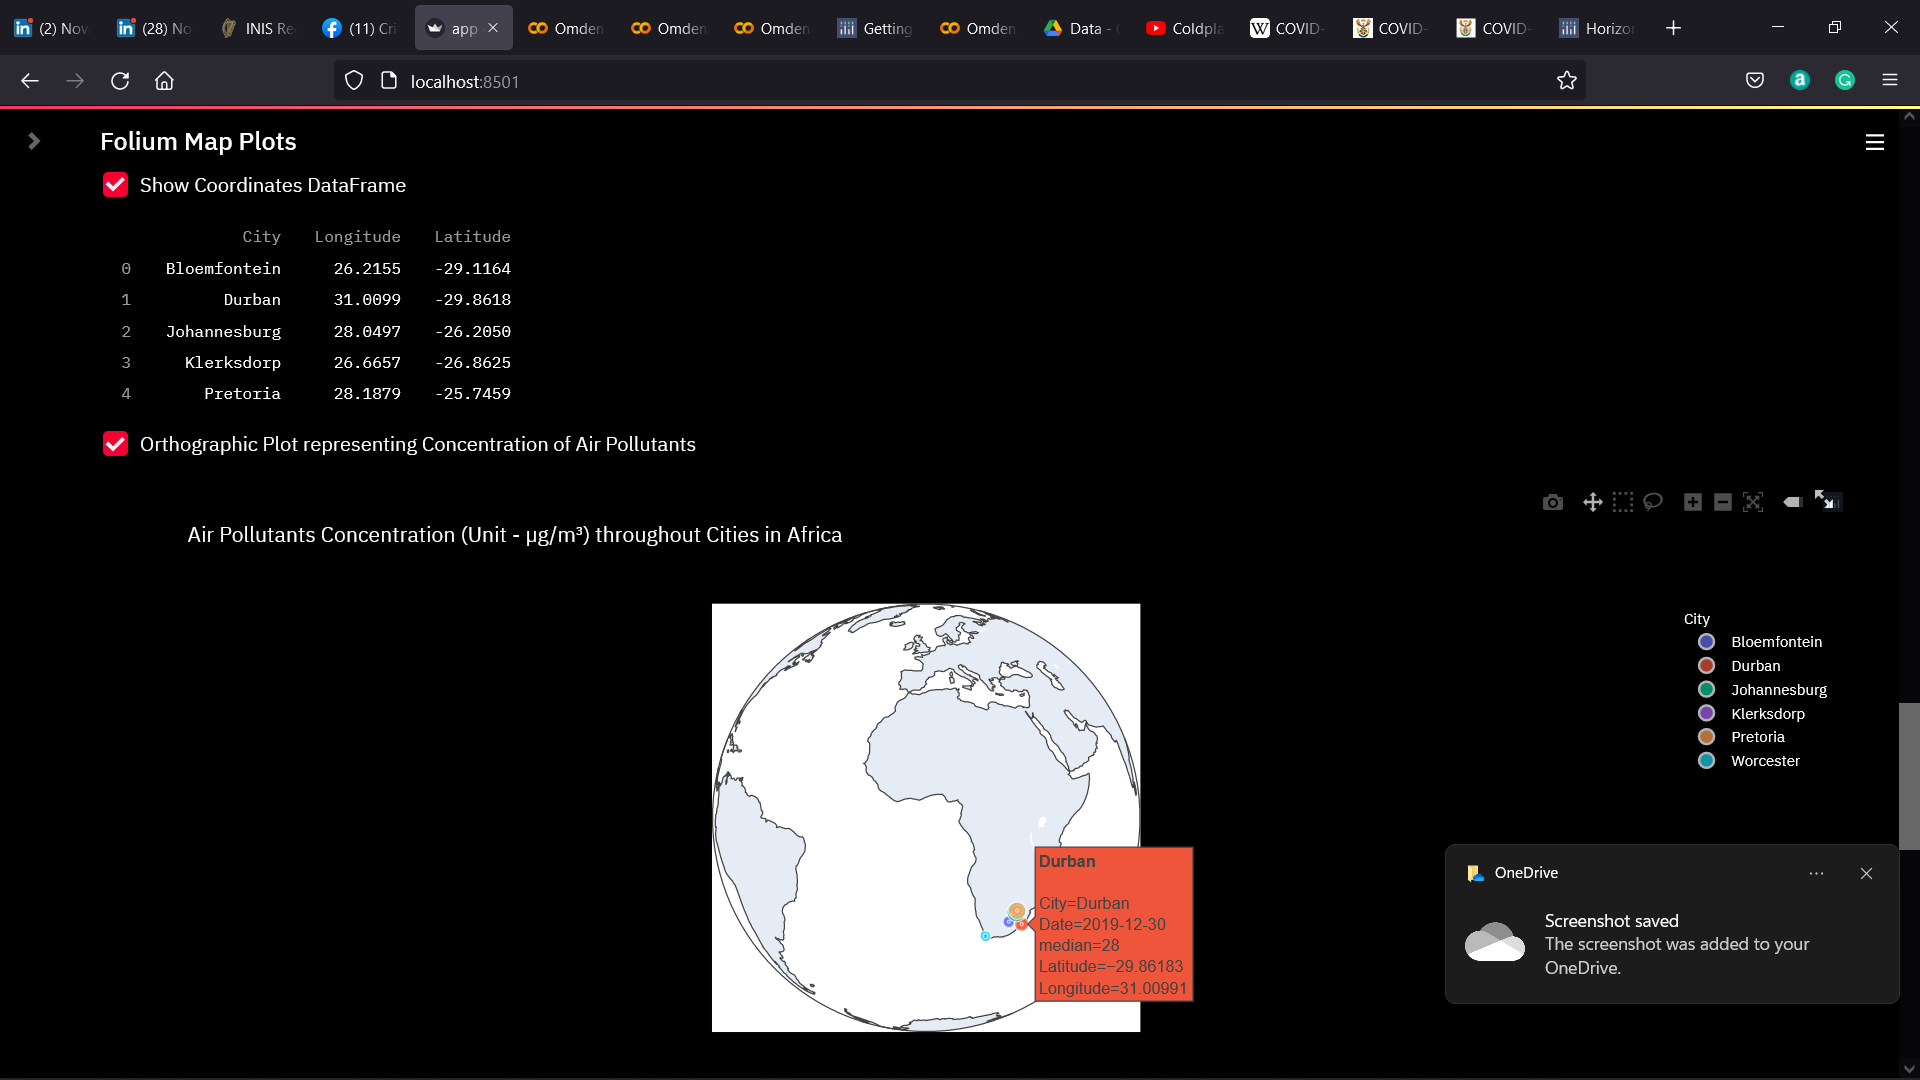 (2) Nov
(28) No
INIS Re
(11) Cri
app
Omden
Omden
Omden
Getting
Omden
Data -
Coldpla
COVID-
COVID-
COVID-
Horizon
localhost:8501
Folium Map Plots
Show Coordinates DataFrame
City Longitude Latitude
0 Bloemfontein 26.2155 -29.1164
1 Durban 31.0099 -29.8618
2 Johannesburg 28.0497 -26.2050
3 Klerksdorp 26.6657 -26.8625
4 Pretoria 28.1879 -25.7459
Orthographic Plot representing Concentration of Air Pollutants
Air Pollutants Concentration (Unit - µg/m³) throughout Cities in Africa
City
Bloemfontein
Durban
Johannesburg
Klerksdorp
Pretoria
Worcester
Durban
City=Durban
Date=2019-12-30
median=28
Latitude=−29.86183
Longitude=31.00991
OneDrive
Screenshot saved
The screenshot was added to your
OneDrive.